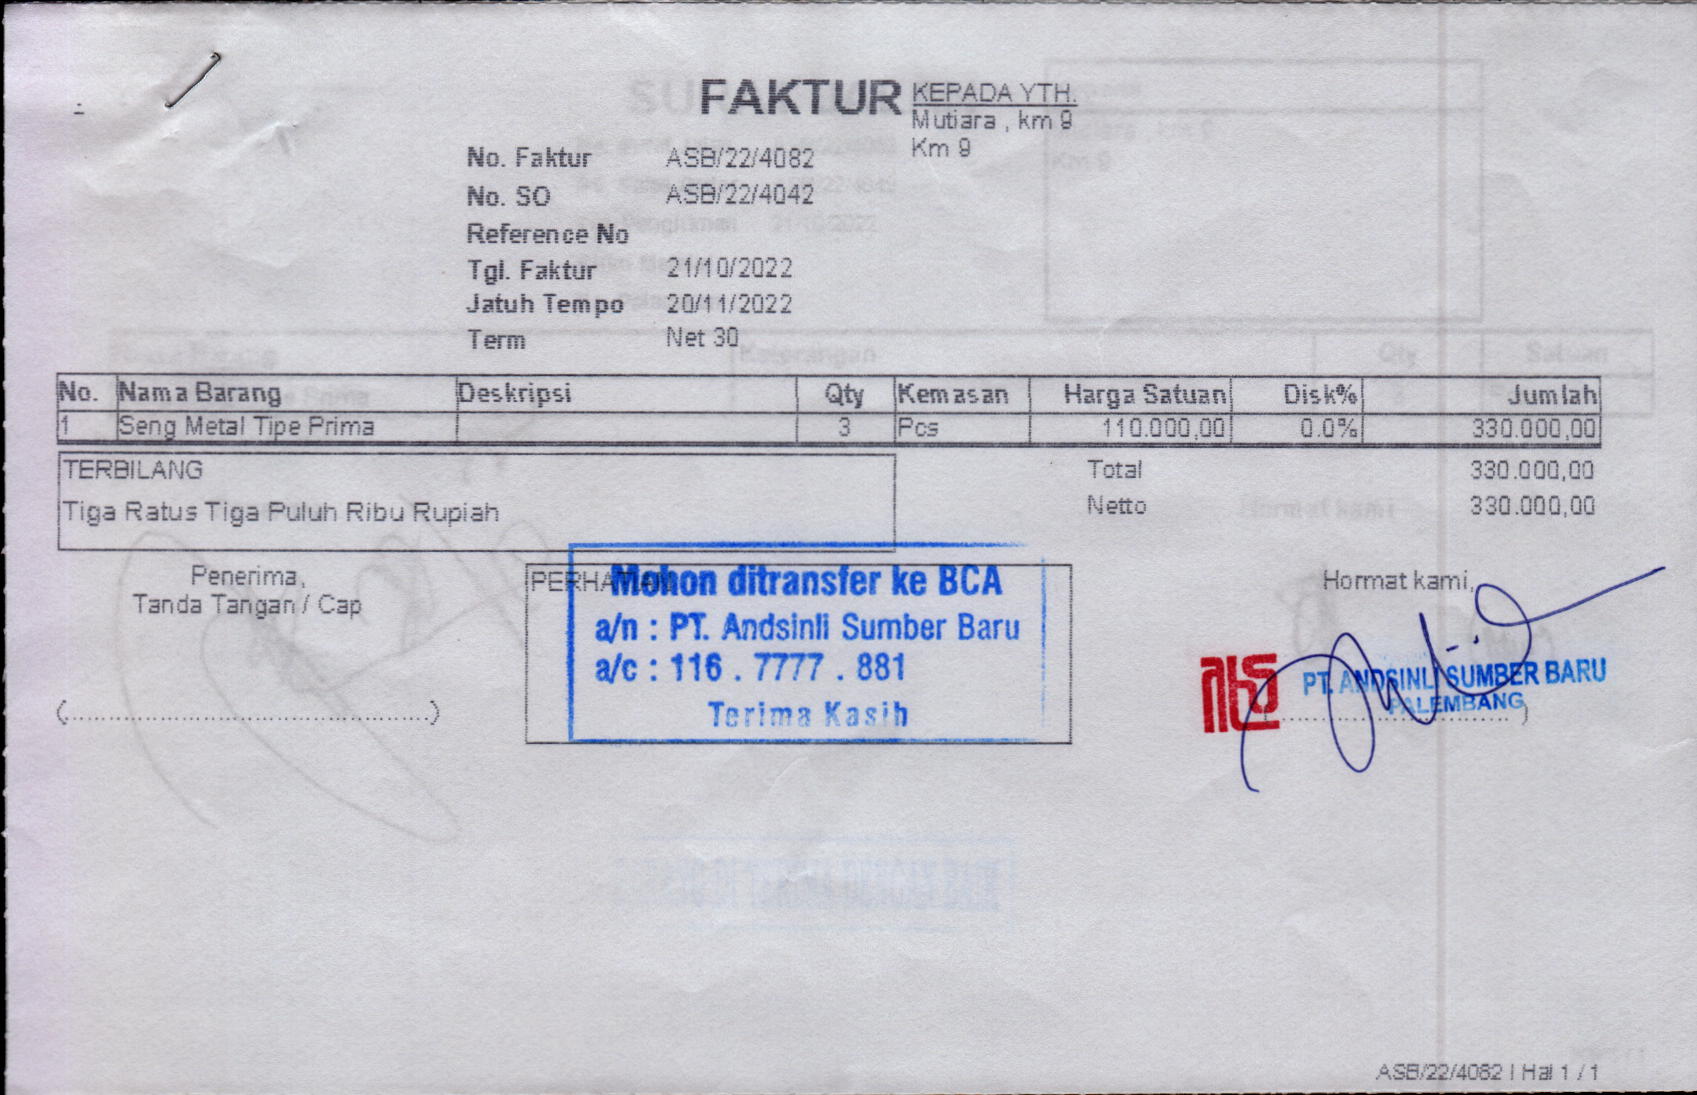 FAKTUR
KEPADA YTH.
Mutiara , km 9
Km 9
No. Faktur ASB/22/4082
No. SO ASB/22/4042
Reference No
Tgl. Faktur 21/10/2022
Jatuh Tempo 20/11/2022
Term Net 30
No. Nama Barang Deskripsi Qty Kemasan Harga Satuan Disk% Jumlah
1 Seng Metal Tipe Prima 3 Pcs 110.000,00 0.0% 330.000,00
TERBILANG
Tiga Ratus Tiga Puluh Ribu Rupiah
Total 330.000,00
Netto 330.000,00
Penerima,
Tanda Tangan / Cap
(........................................................)
PERHATIAN
Mohon ditransfer ke BCA
a/n : PT. Andsinli Sumber Baru
a/c : 116 . 7777 . 881
Terima Kasih
Hormat kami,
PT. ANDSINLI SUMBER BARU
PALEMBANG
ASB/22/4082 | Hal 1 / 1